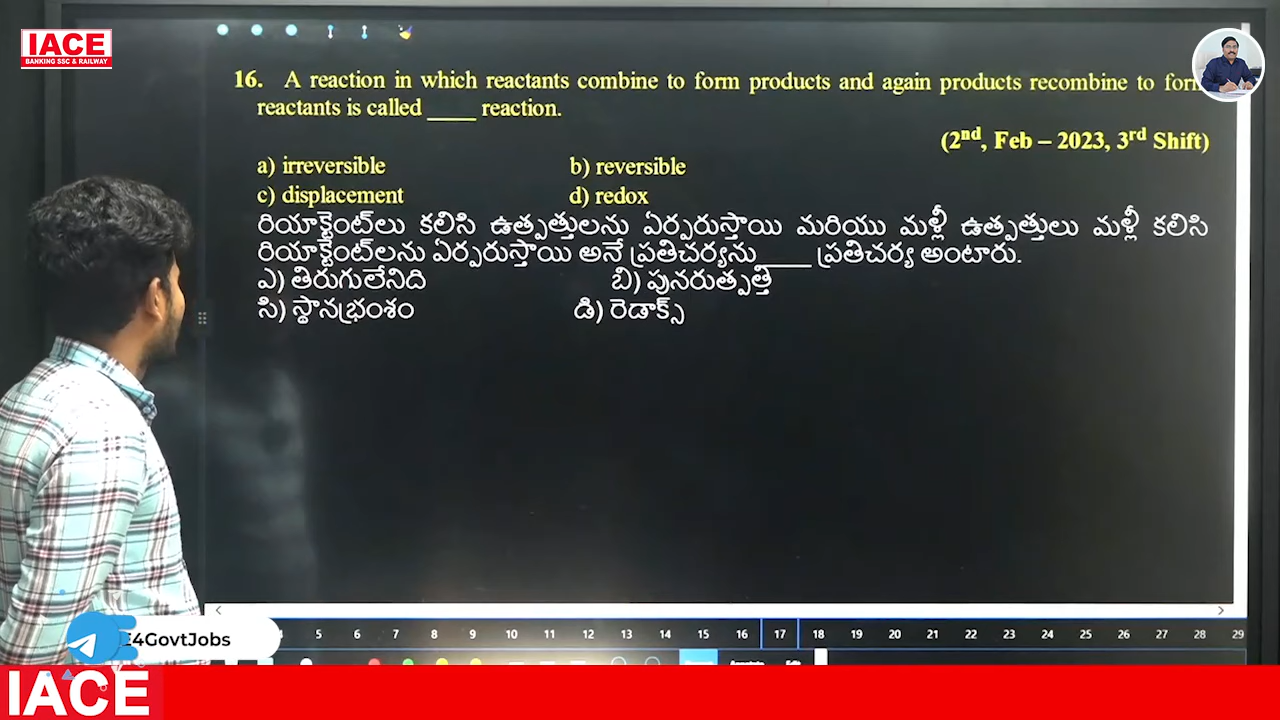 IACE
BANKING SSC & RAILWAY
16. A reaction in which reactants combine to form products and again products recombine to form
reactants is called ____ reaction.
(2nd, Feb – 2023, 3rd Shift)
a) irreversible b) reversible
c) displacement d) redox
రియాక్టెంట్‌లు కలిసి ఉత్పత్తులను ఏర్పరుస్తాయి మరియు మళ్లీ ఉత్పత్తులు మళ్లీ కలిసి
రియాక్టెంట్‌లను ఏర్పరుస్తాయి అనే ప్రతిచర్యను ____ ప్రతిచర్య అంటారు.
ఎ) తిరుగులేనిది బి) పునరుత్పత్తి
సి) స్థానభ్రంశం డి) రెడాక్స్
5 6 7 8 9 10 11 12 13 14 15 16 17 18 19 20 21 22 23 24 25 26 27 28 29
E4GovtJobs
IACE